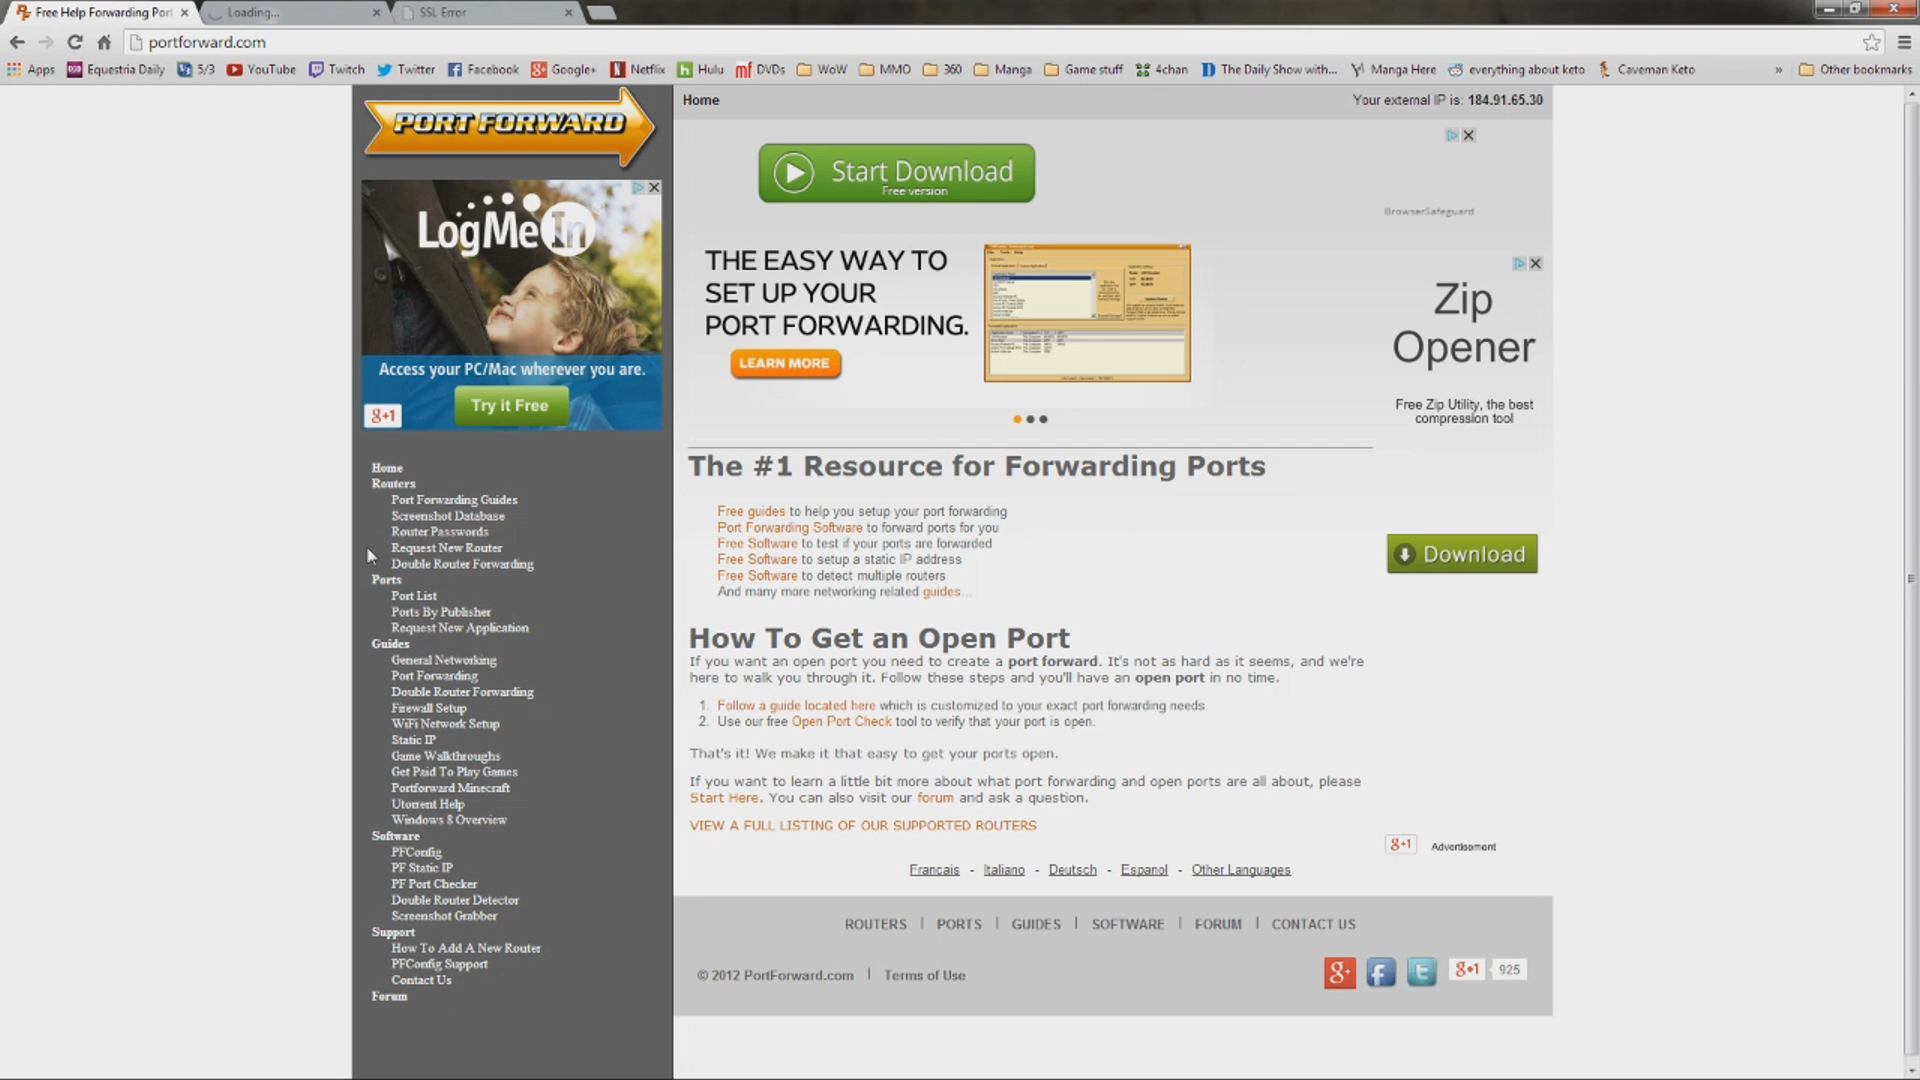 Free Help Forwarding Por
Loading...
SSL Error
portforward.com
Apps Equestria Daily 5/3 YouTube Twitch Twitter Facebook Google+ Netflix Hulu DVDs WoW MMO 360 Manga Game stuff 4chan The Daily Show with... Manga Here everything about keto Caveman Keto » Other bookmarks
PORT FORWARD
Home
Your external IP is: 184.91.65.30
Start Download
Free version
BrowserSafeguard
LogMeIn
Access your PC/Mac wherever you are.
Try it Free
g+1
THE EASY WAY TO
SET UP YOUR
PORT FORWARDING.
LEARN MORE
Zip
Opener
Free Zip Utility, the best
compression tool
Download
Home
Routers
Port Forwarding Guides
Screenshot Database
Router Passwords
Request New Router
Double Router Forwarding
Ports
Port List
Ports By Publisher
Request New Application
Guides
General Networking
Port Forwarding
Double Router Forwarding
Firewall Setup
WiFi Network Setup
Static IP
Game Walkthroughs
Get Paid To Play Games
Portforward Minecraft
Utorrent Help
Windows 8 Overview
Software
PFConfig
PF Static IP
PF Port Checker
Double Router Detector
Screenshot Grabber
Support
How To Add A New Router
PFConfig Support
Contact Us
Forum
The #1 Resource for Forwarding Ports
Free guides to help you setup your port forwarding
Port Forwarding Software to forward ports for you
Free Software to test if your ports are forwarded
Free Software to setup a static IP address
Free Software to detect multiple routers
And many more networking related guides...
How To Get an Open Port
If you want an open port you need to create a port forward. It's not as hard as it seems, and we're
here to walk you through it. Follow these steps and you'll have an open port in no time.
1. Follow a guide located here which is customized to your exact port forwarding needs.
2. Use our free Open Port Check tool to verify that your port is open.
That's it! We make it that easy to get your ports open.
If you want to learn a little bit more about what port forwarding and open ports are all about, please
Start Here. You can also visit our forum and ask a question.
VIEW A FULL LISTING OF OUR SUPPORTED ROUTERS
g+1 Advertisement
Francais - Italiano - Deutsch - Espanol - Other Languages
ROUTERS | PORTS | GUIDES | SOFTWARE | FORUM | CONTACT US
© 2012 PortForward.com | Terms of Use
g+ f t g+1 925